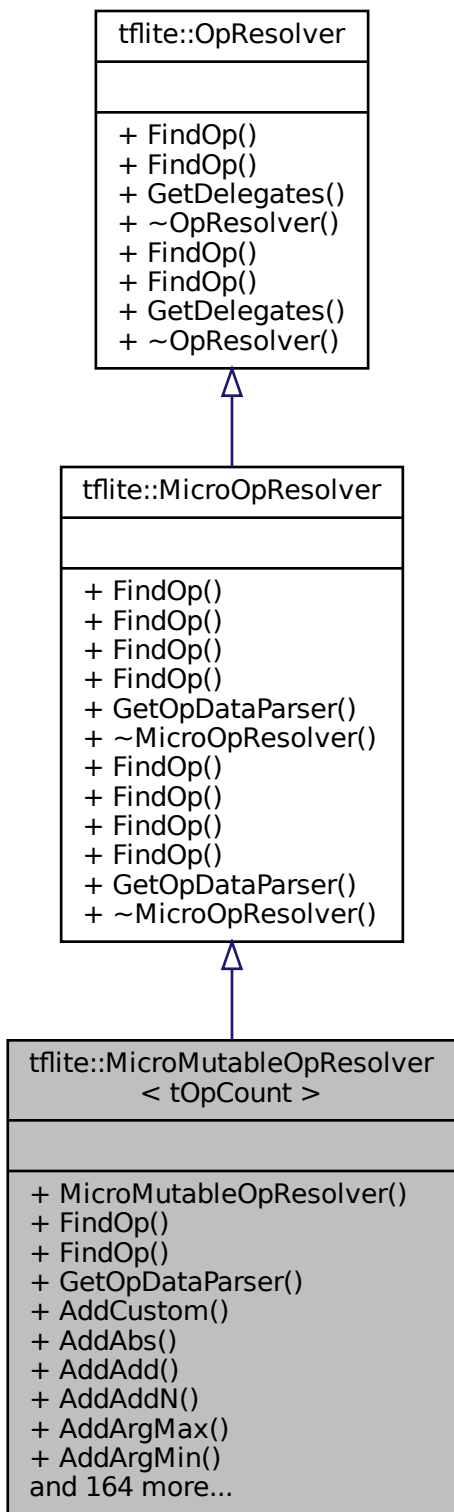 tflite::OpResolver
+ FindOp()
+ FindOp()
+ GetDelegates()
+ ~OpResolver()
+ FindOp()
+ FindOp()
+ GetDelegates()
+ ~OpResolver()
tflite::MicroOpResolver
+ FindOp()
+ FindOp()
+ FindOp()
+ FindOp()
+ GetOpDataParser()
+ ~MicroOpResolver()
+ FindOp()
+ FindOp()
+ FindOp()
+ FindOp()
+ GetOpDataParser()
+ ~MicroOpResolver()
tflite::MicroMutableOpResolver
< tOpCount >
+ MicroMutableOpResolver()
+ FindOp()
+ FindOp()
+ GetOpDataParser()
+ AddCustom()
+ AddAbs()
+ AddAdd()
+ AddAddN()
+ AddArgMax()
+ AddArgMin()
and 164 more...